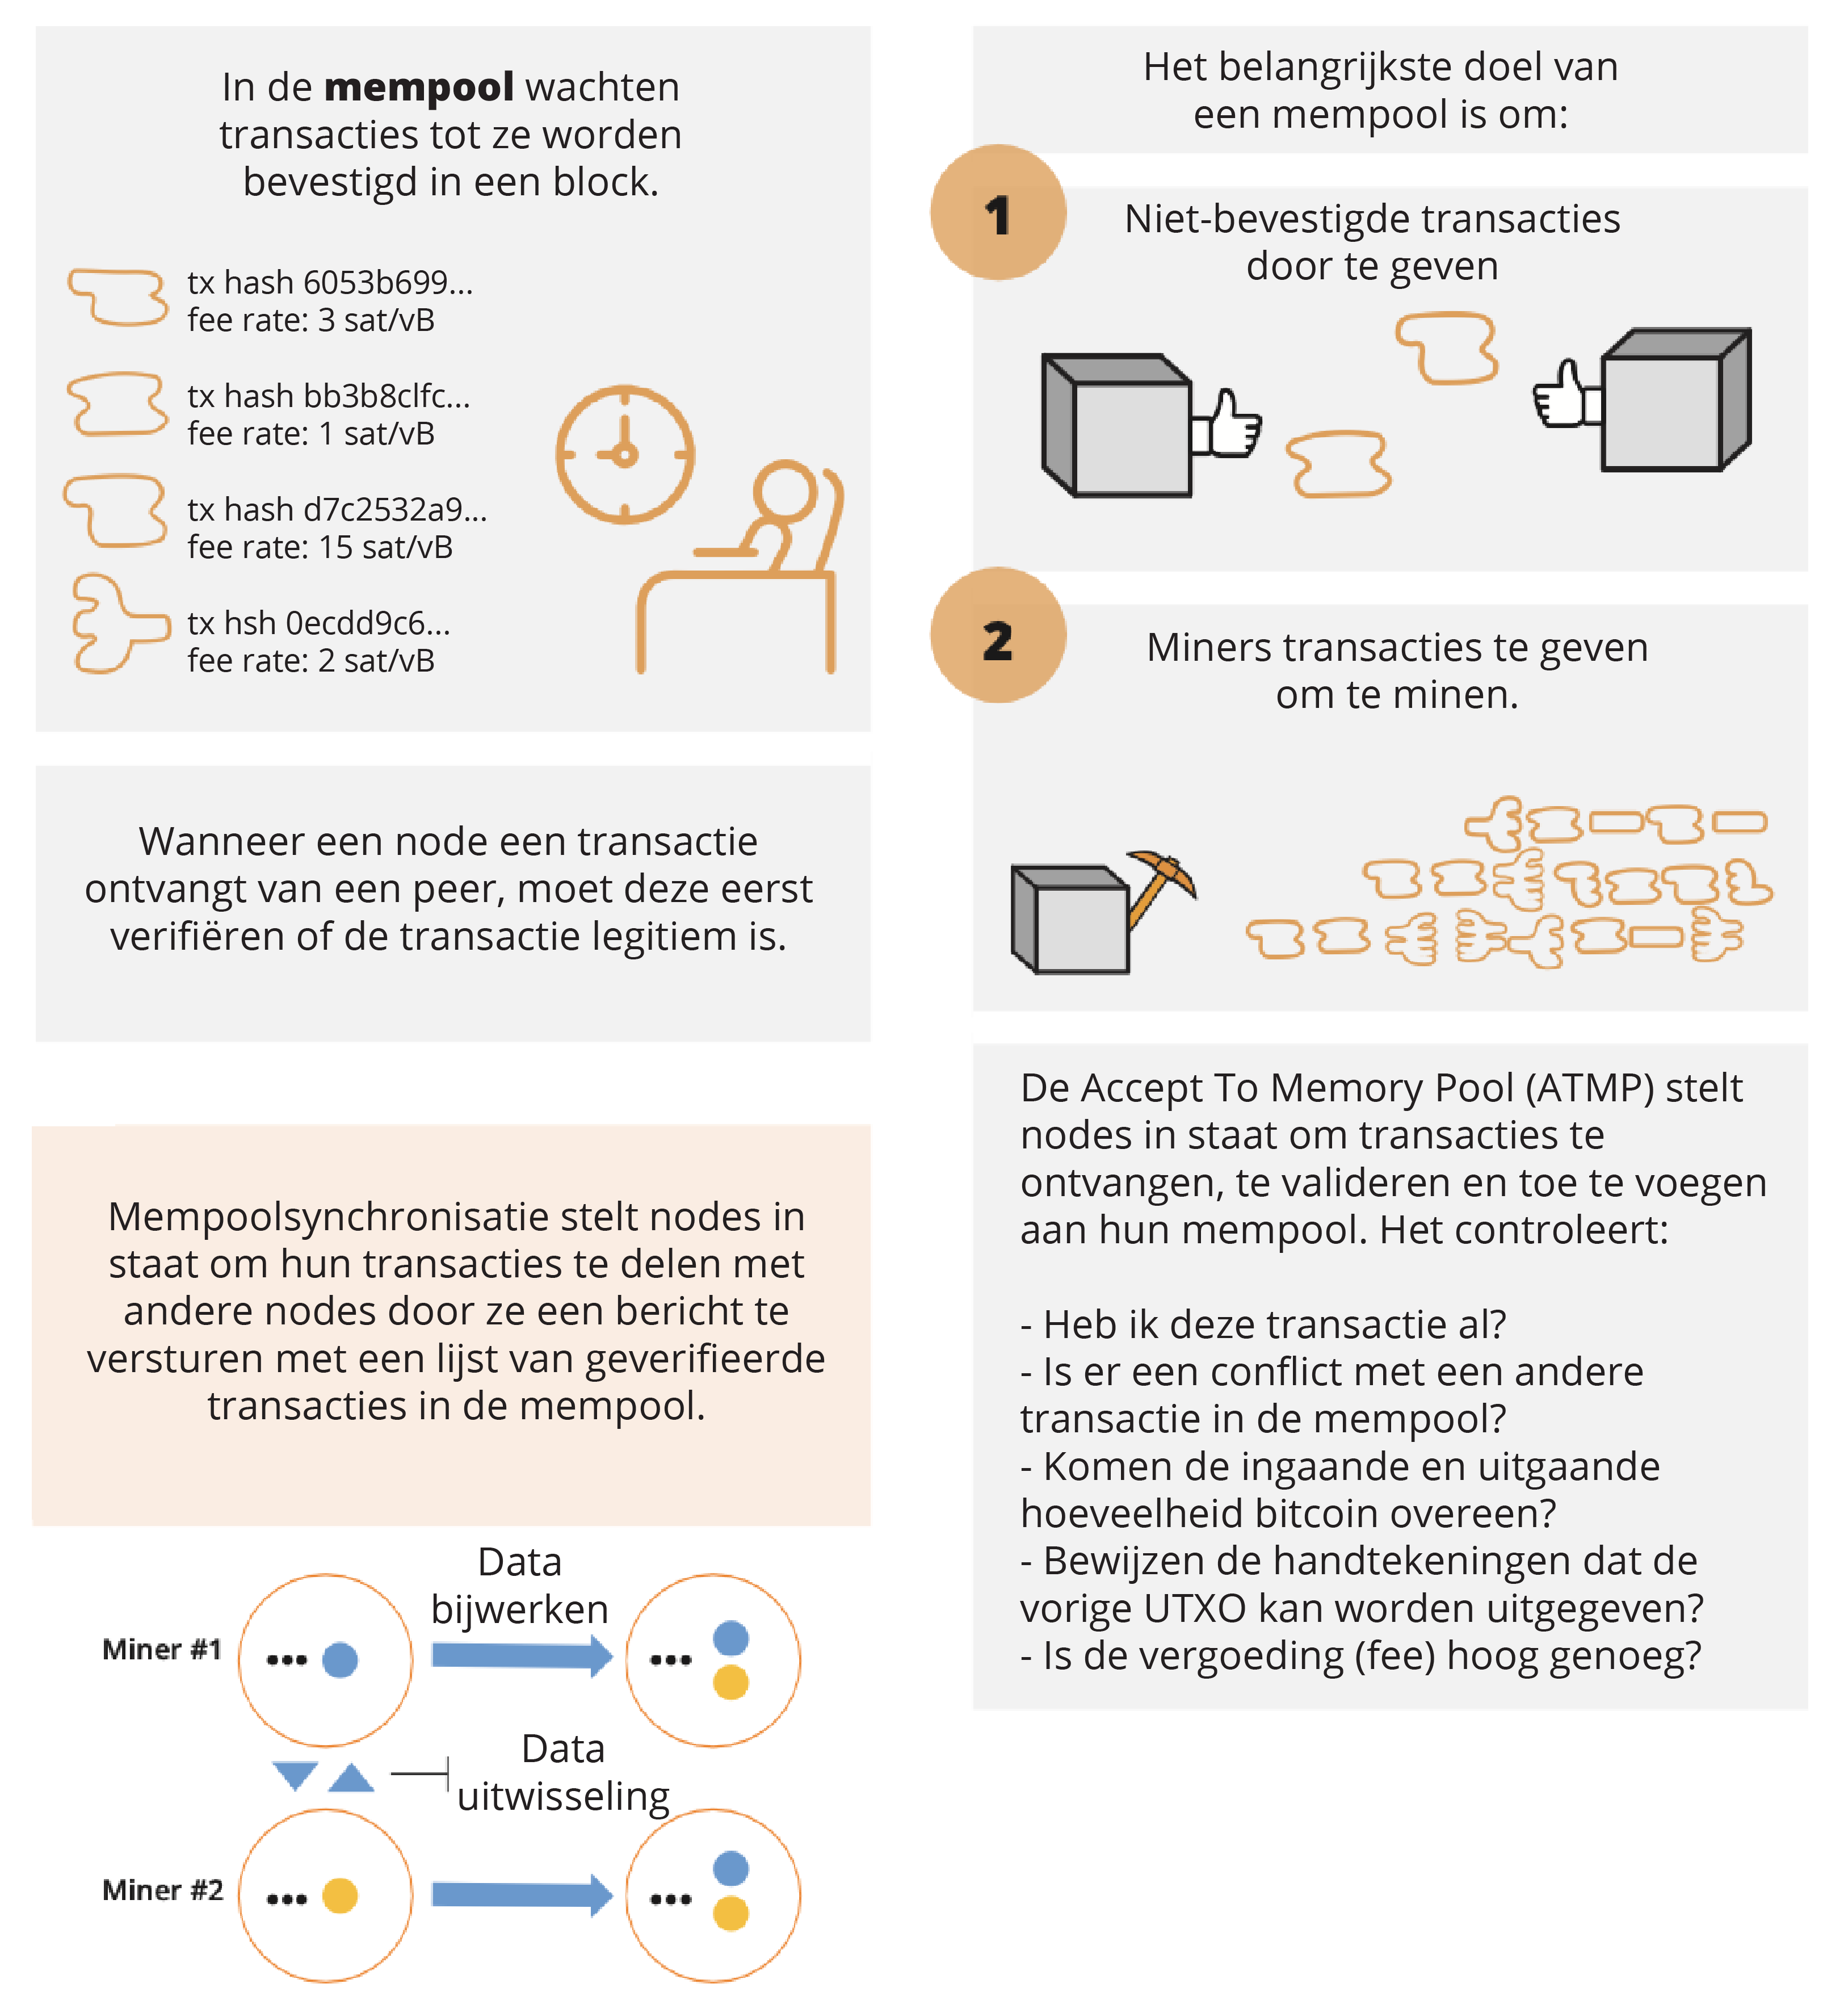 In de mempool wachten
transacties tot ze worden
bevestigd in een block.
tx hash 6053b699...
fee rate: 3 sat/vB
tx hash bb3b8clfc...
fee rate: 1 sat/vB
tx hash d7c2532a9...
fee rate: 15 sat/vB
tx hsh 0ecdd9c6...
fee rate: 2 sat/vB
Wanneer een node een transactie
ontvangt van een peer, moet deze eerst
verifiëren of de transactie legitiem is.
Mempoolsynchronisatie stelt nodes in
staat om hun transacties te delen met
andere nodes door ze een bericht te
versturen met een lijst van geverifieerde
transacties in de mempool.
Data
bijwerken
Miner #1
Data
uitwisseling
Miner #2
Het belangrijkste doel van
een mempool is om:
1
Niet-bevestigde transacties
door te geven
2
Miners transacties te geven
om te minen.
De Accept To Memory Pool (ATMP) stelt
nodes in staat om transacties te
ontvangen, te valideren en toe te voegen
aan hun mempool. Het controleert:
- Heb ik deze transactie al?
- Is er een conflict met een andere
transactie in de mempool?
- Komen de ingaande en uitgaande
hoeveelheid bitcoin overeen?
- Bewijzen de handtekeningen dat de
vorige UTXO kan worden uitgegeven?
- Is de vergoeding (fee) hoog genoeg?